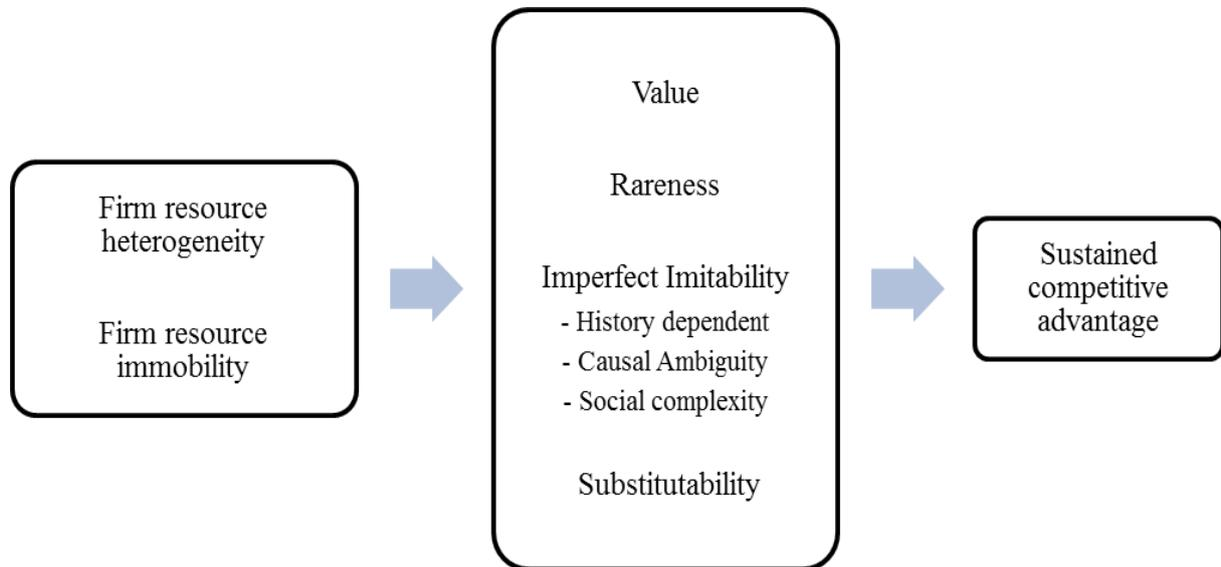 Firm resource
heterogeneity
Firm resource
immobility
Value
Rareness
Imperfect Imitability
- History dependent
- Causal Ambiguity
- Social complexity
Substitutability
Sustained
competitive
advantage